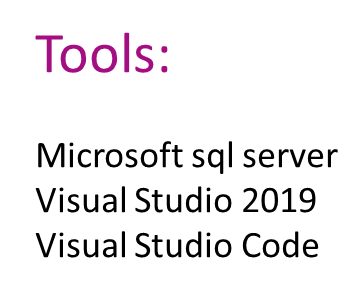 Tools:
Microsoft sql server
Visual Studio 2019
Visual Studio Code